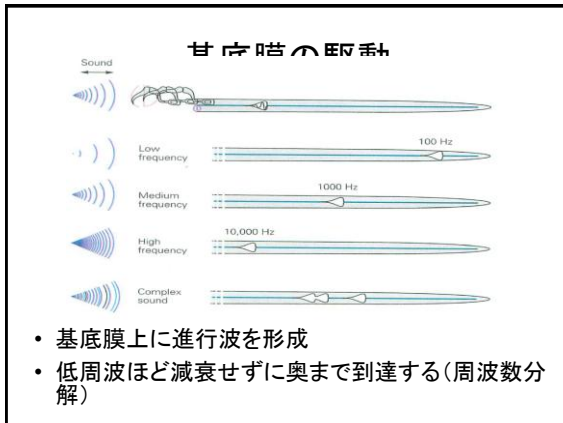 基底膜の駆動
Sound
Low
frequency
100 Hz
Medium
frequency
1000 Hz
High
frequency
10,000 Hz
Complex
sound
• 基底膜上に進行波を形成
• 低周波ほど減衰せずに奥まで到達する(周波数分
解)